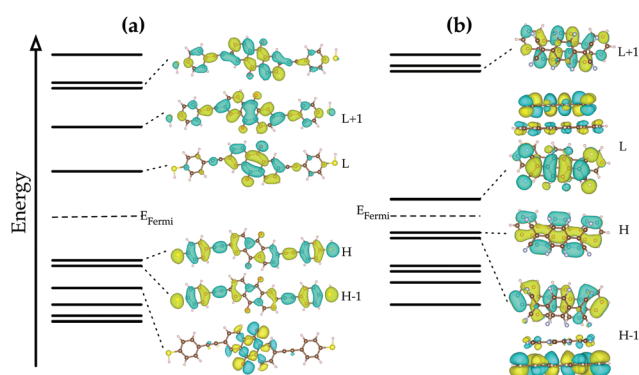 (a)
(b)
Energy
L+1
L
E_Fermi
H
H-1
L+1
L
E_Fermi
H
H-1